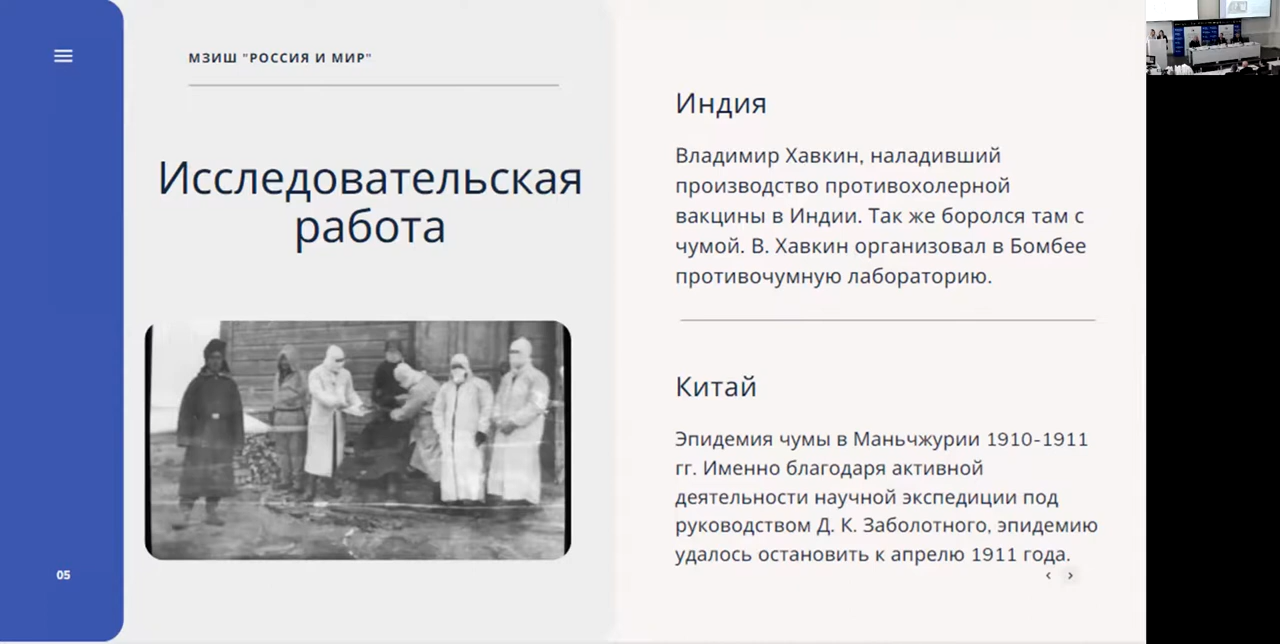 МЗИШ "РОССИЯ И МИР"
Исследовательская
работа
05
Индия
Владимир Хавкин, наладивший
производство противохолерной
вакцины в Индии. Так же боролся там с
чумой. В. Хавкин организовал в Бомбее
противочумную лабораторию.
Китай
Эпидемия чумы в Маньчжурии 1910-1911
гг. Именно благодаря активной
деятельности научной экспедиции под
руководством Д. К. Заболотного, эпидемию
удалось остановить к апрелю 1911 года.